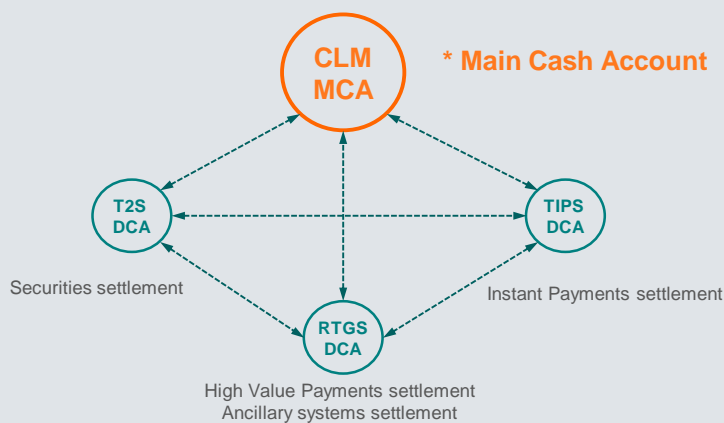 CLM
MCA
* Main Cash Account
T2S
DCA
TIPS
DCA
Securities settlement
Instant Payments settlement
RTGS
DCA
High Value Payments settlement
Ancillary systems settlement